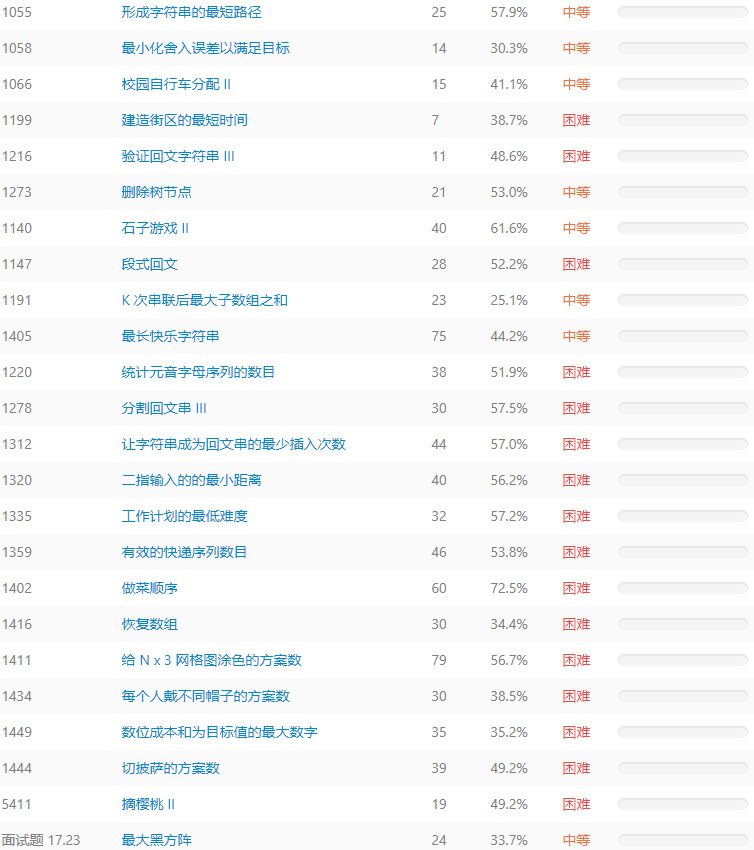 1055 形成字符串的最短路径 25 57.9% 中等
1058 最小化舍入误差以满足目标 14 30.3% 中等
1066 校园自行车分配 II 15 41.1% 中等
1199 建造街区的最短时间 7 38.7% 困难
1216 验证回文字符串 III 11 48.6% 困难
1273 删除树节点 21 53.0% 中等
1140 石子游戏 II 40 61.6% 中等
1147 段式回文 28 52.2% 困难
1191 K 次串联后最大子数组之和 23 25.1% 中等
1405 最长快乐字符串 75 44.2% 中等
1220 统计元音字母序列的数目 38 51.9% 困难
1278 分割回文串 III 30 57.5% 困难
1312 让字符串成为回文串的最少插入次数 44 57.0% 困难
1320 二指输入的的最小距离 40 56.2% 困难
1335 工作计划的最低难度 32 57.2% 困难
1359 有效的快递序列数目 46 53.8% 困难
1402 做菜顺序 60 72.5% 困难
1416 恢复数组 30 34.4% 困难
1411 给 N x 3 网格图涂色的方案数 79 56.7% 困难
1434 每个人戴不同帽子的方案数 30 38.5% 困难
1449 数位成本和为目标值的最大数字 35 35.2% 困难
1444 切披萨的方案数 39 49.2% 困难
5411 摘樱桃 II 19 49.2% 困难
面试题 17.23 最大黑方阵 24 33.7% 中等